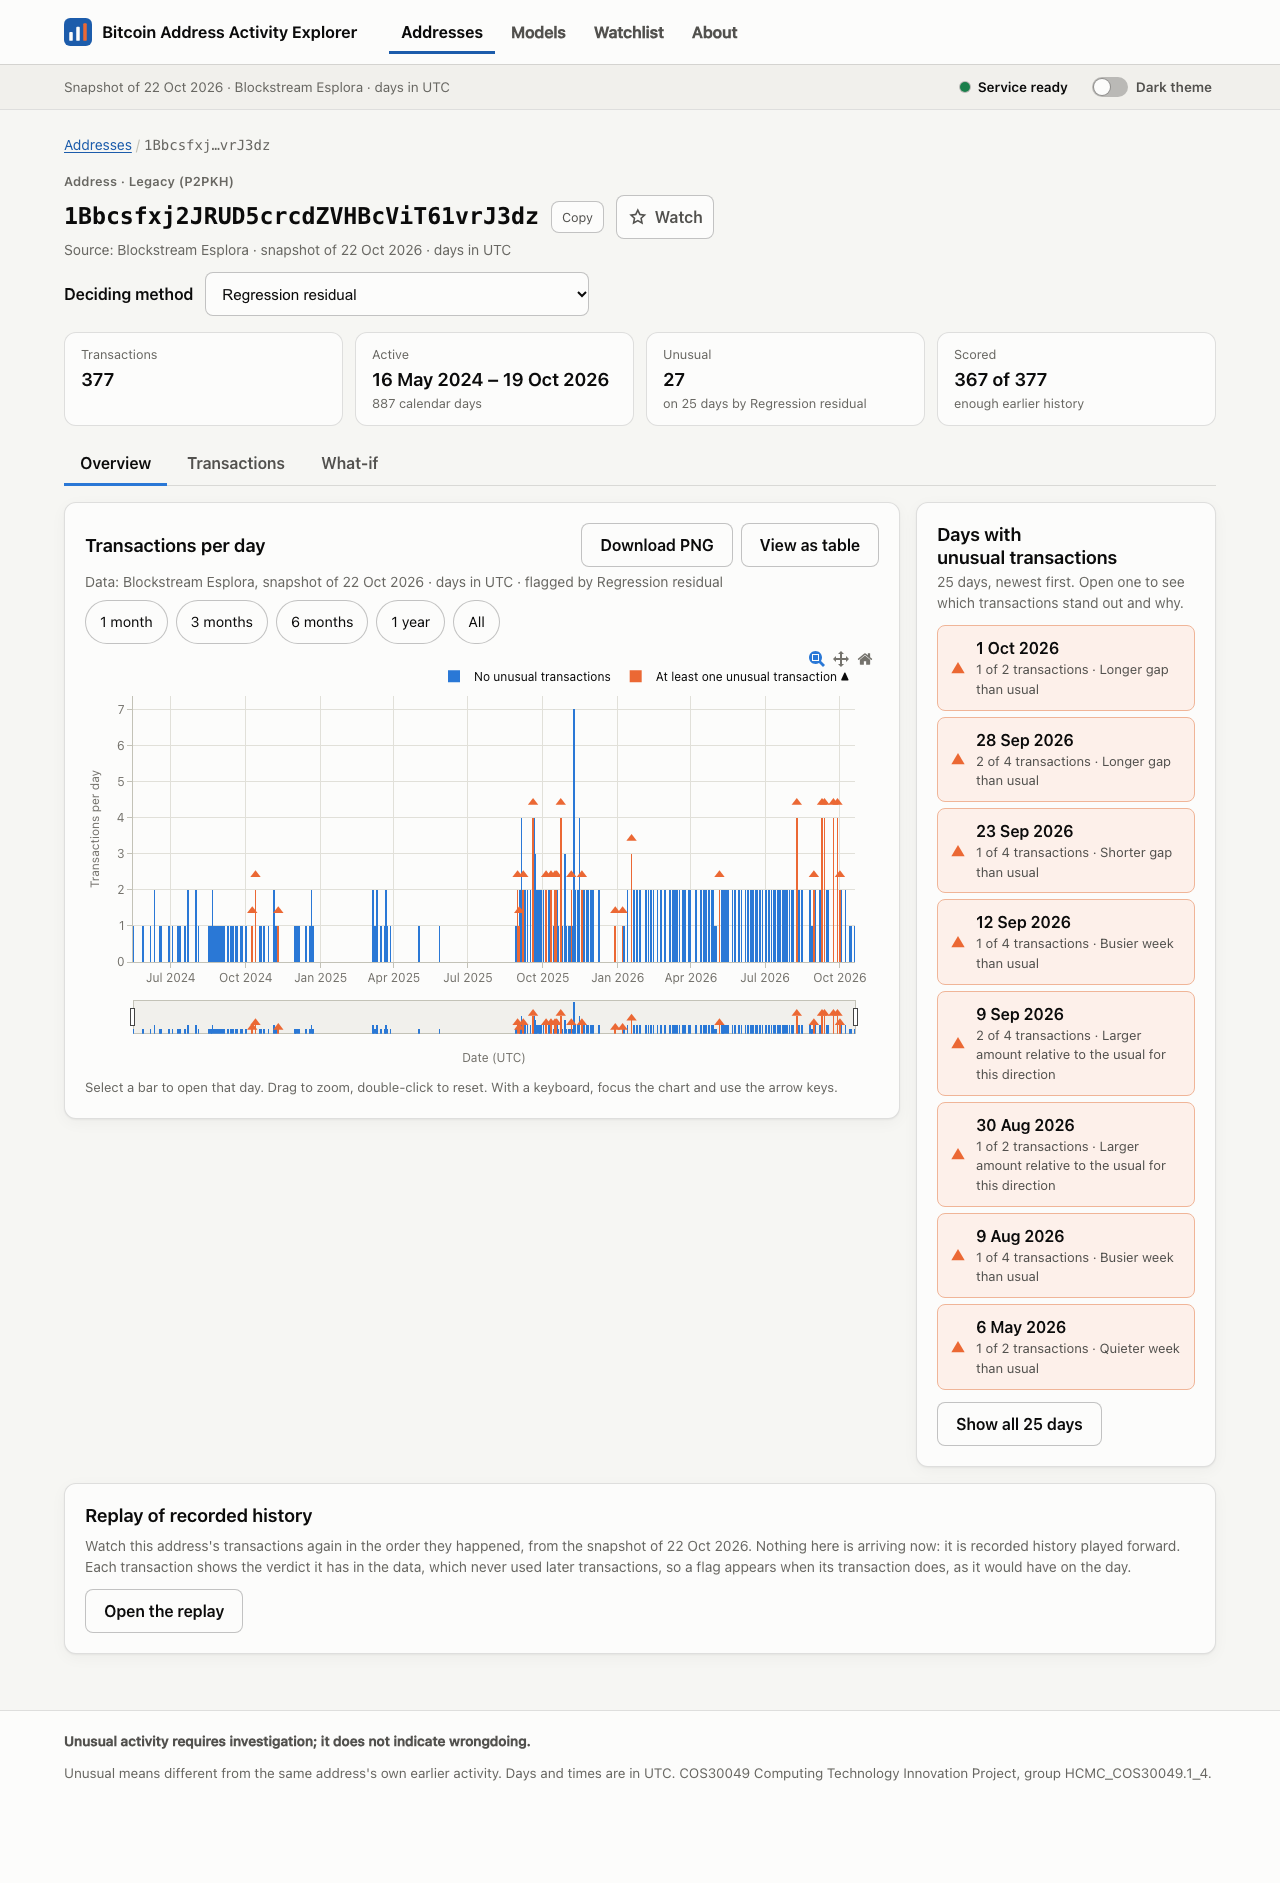 Bitcoin Address Activity Explorer
Addresses
Models
Watchlist
About
Snapshot of 22 Oct 2026 · Blockstream Esplora · days in UTC
Service ready
Dark theme
Addresses / 1Bbcsfxj…vrJ3dz
Address · Legacy (P2PKH)
1Bbcsfxj2JRUD5crcdZVHBcViT61vrJ3dz
Copy
Watch
Source: Blockstream Esplora · snapshot of 22 Oct 2026 · days in UTC
Deciding method
Regression residual
Transactions
377
Active
16 May 2024 – 19 Oct 2026
887 calendar days
Unusual
27
on 25 days by Regression residual
Scored
367 of 377
enough earlier history
Overview
Transactions
What-if
Transactions per day
Download PNG
View as table
Data: Blockstream Esplora, snapshot of 22 Oct 2026 · days in UTC · flagged by Regression residual
1 month
3 months
6 months
1 year
All
No unusual transactions
At least one unusual transaction ▲
Transactions per day
7
6
5
4
3
2
1
0
Jul 2024
Oct 2024
Jan 2025
Apr 2025
Jul 2025
Oct 2025
Jan 2026
Apr 2026
Jul 2026
Oct 2026
Date (UTC)
Select a bar to open that day. Drag to zoom, double-click to reset. With a keyboard, focus the chart and use the arrow keys.
Days with
unusual transactions
25 days, newest first. Open one to see
which transactions stand out and why.
1 Oct 2026
1 of 2 transactions · Longer gap
than usual
28 Sep 2026
2 of 4 transactions · Longer gap
than usual
23 Sep 2026
1 of 4 transactions · Shorter gap
than usual
12 Sep 2026
1 of 4 transactions · Busier week
than usual
9 Sep 2026
2 of 4 transactions · Larger
amount relative to the usual for
this direction
30 Aug 2026
1 of 2 transactions · Larger
amount relative to the usual for
this direction
9 Aug 2026
1 of 4 transactions · Busier week
than usual
6 May 2026
1 of 2 transactions · Quieter week
than usual
Show all 25 days
Replay of recorded history
Watch this address's transactions again in the order they happened, from the snapshot of 22 Oct 2026. Nothing here is arriving now: it is recorded history played forward.
Each transaction shows the verdict it has in the data, which never used later transactions, so a flag appears when its transaction does, as it would have on the day.
Open the replay
Unusual activity requires investigation; it does not indicate wrongdoing.
Unusual means different from the same address's own earlier activity. Days and times are in UTC. COS30049 Computing Technology Innovation Project, group HCMC_COS30049.1_4.